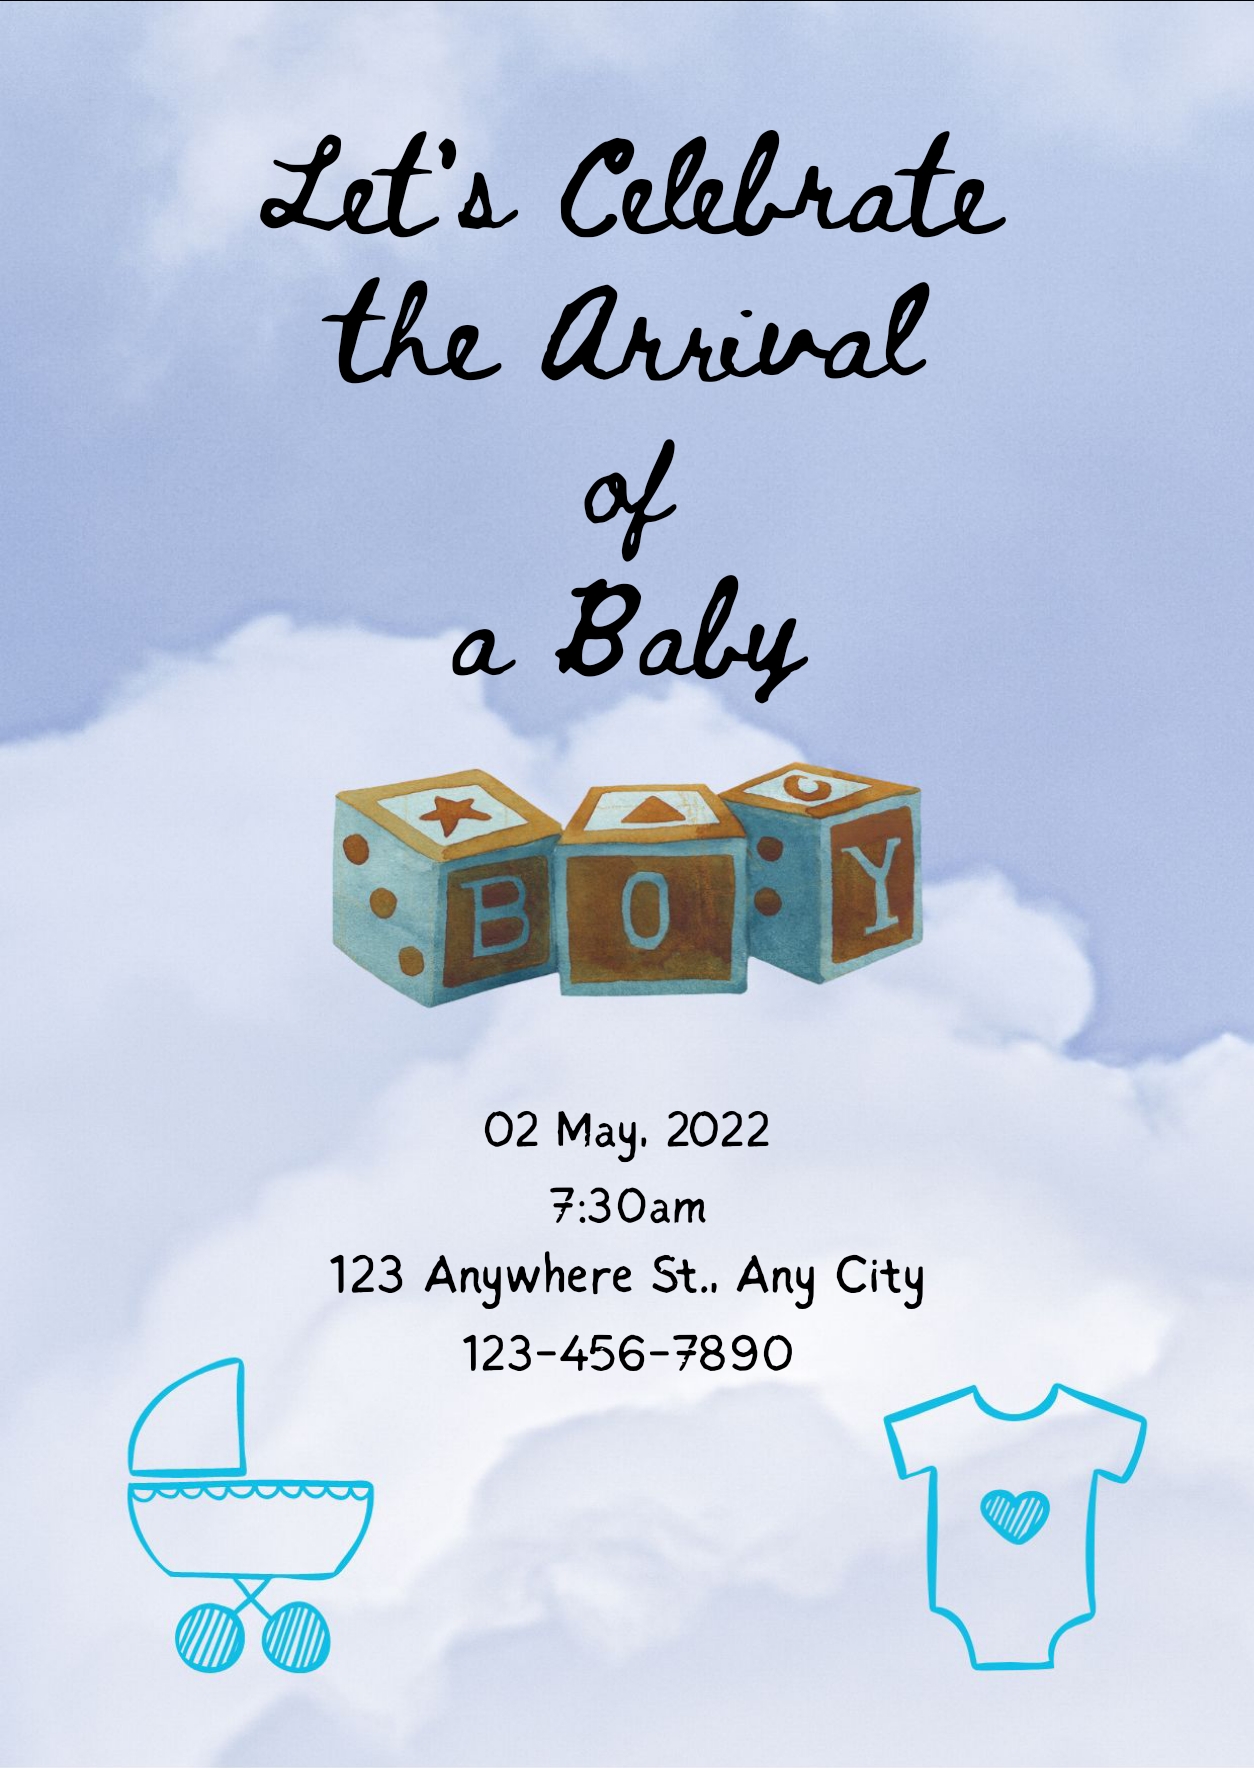 Let's Celebrate
the Arrival
of
a Baby
BOY
02 May, 2022
7:30am
123 Anywhere St., Any City
123-456-7890